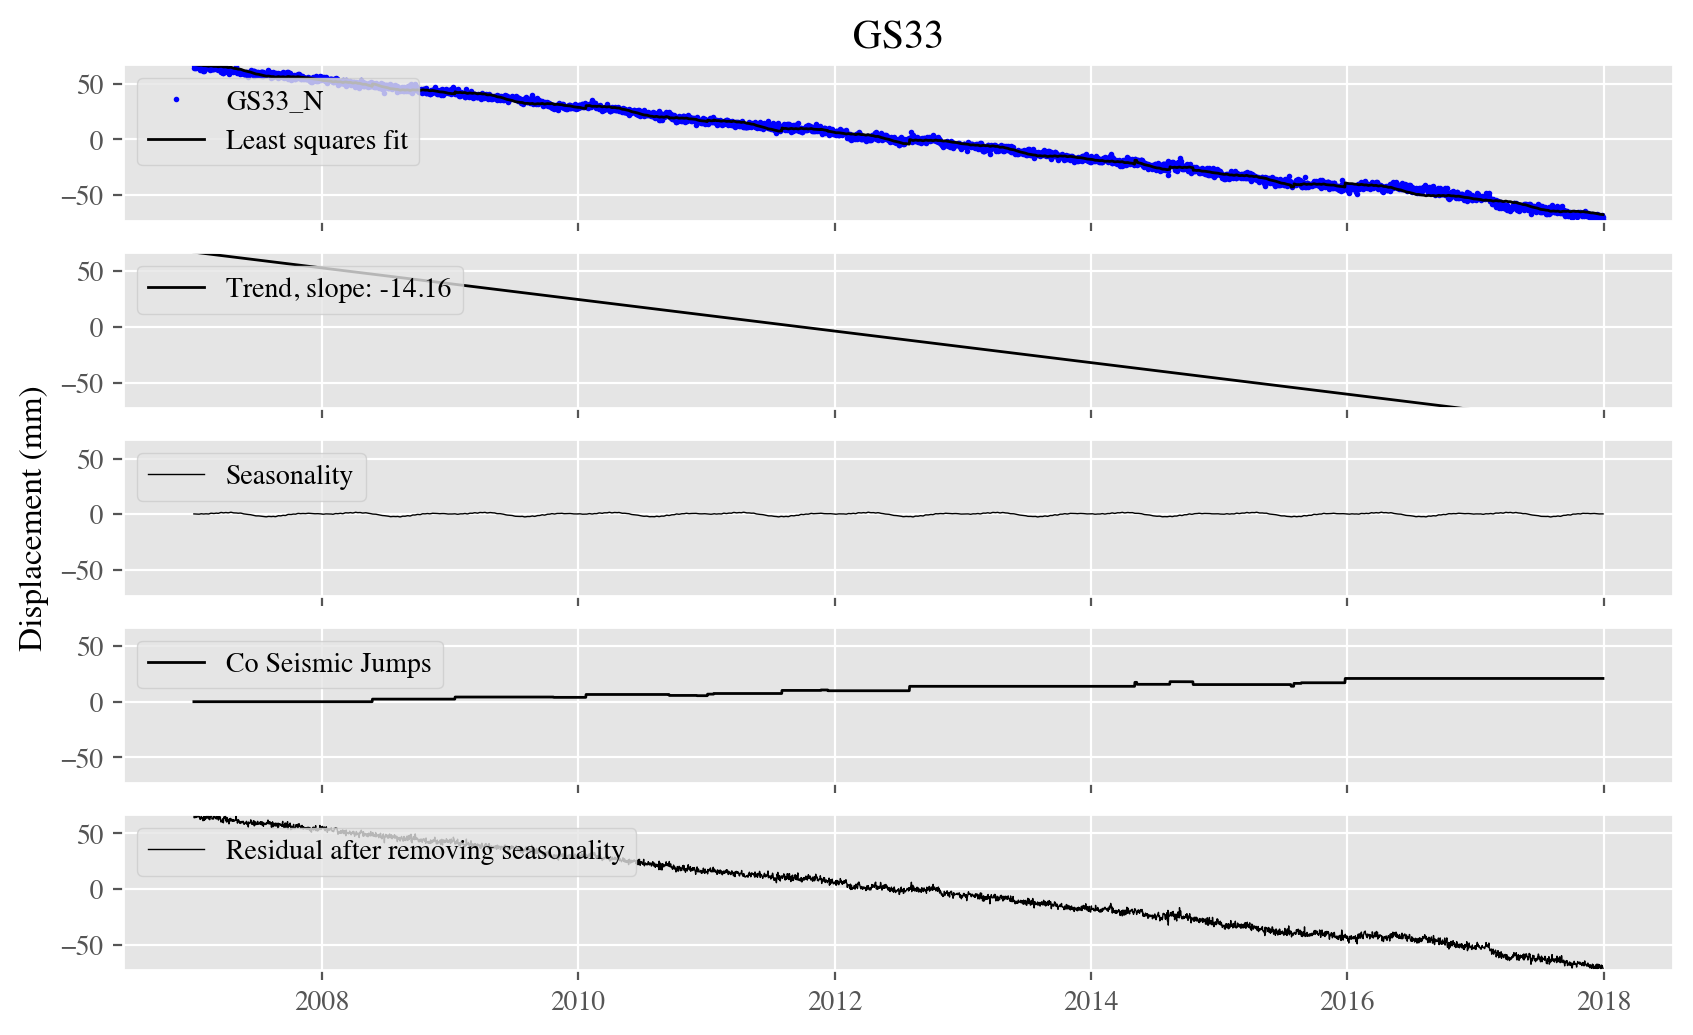 GS33
50
0
−50
GS33_N
Least squares fit
50
0
−50
Trend, slope: -14.16
50
0
−50
Seasonality
50
0
−50
Co Seismic Jumps
50
0
−50
Residual after removing seasonality
2008 2010 2012 2014 2016 2018
Displacement (mm)